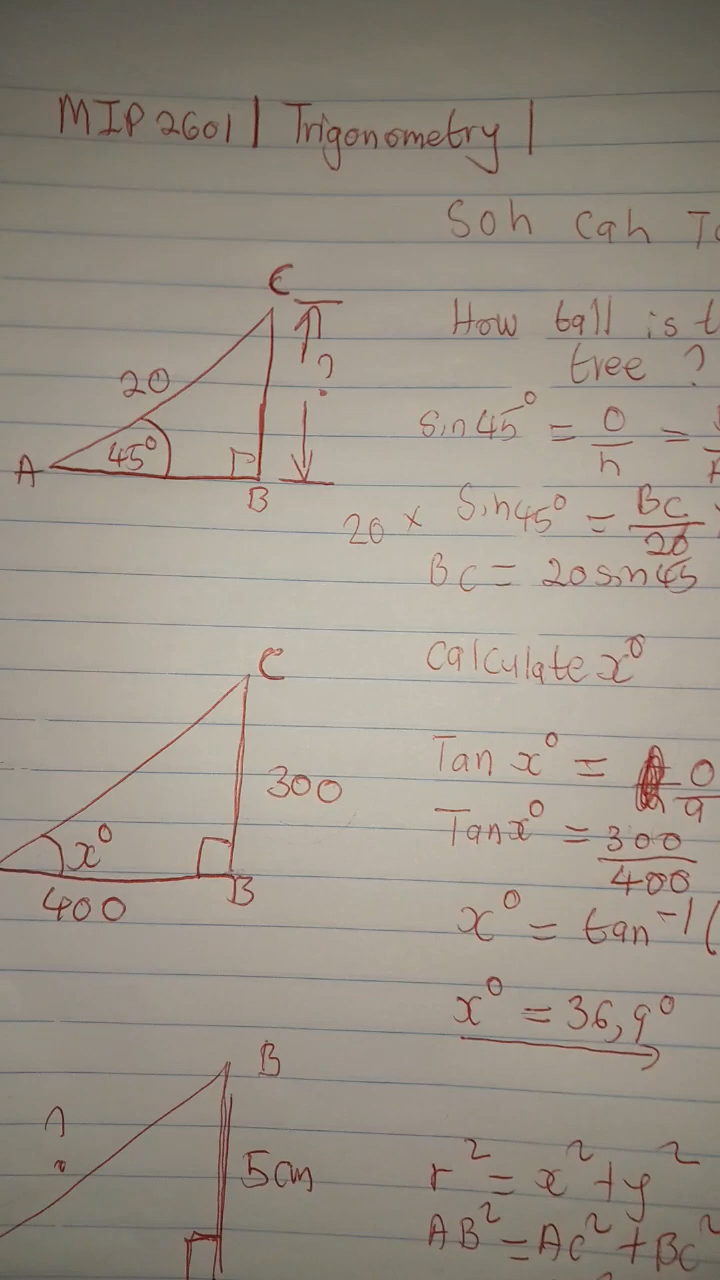 MIP2601 | Trigonometry |
Soh Cah
C
How tall is
tree ?
20
?
Sin 45° = O/h =
45°
A
B
20 × Sin 45° = BC/20
BC = 20 sin 45
C
Calculate x°
Tan x° = O/a
300
Tan x° = 300/400
x°
B
400
x° = tan⁻¹(
x° = 36,9°
B
?
5cm
r² = x² + y²
AB² = AC² + BC²